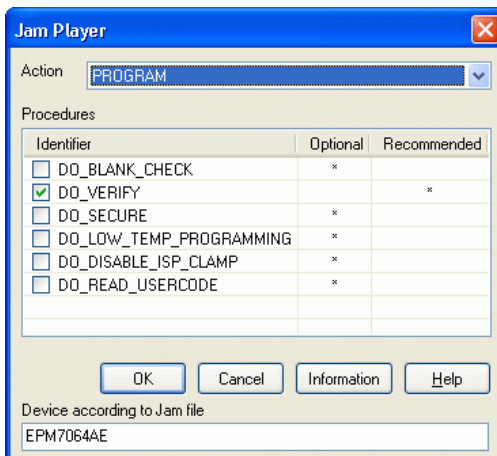 Jam Player
Action PROGRAM
Procedures
Identifier Optional Recommended
DO_BLANK_CHECK *
DO_VERIFY *
DO_SECURE *
DO_LOW_TEMP_PROGRAMMING *
DO_DISABLE_ISP_CLAMP *
DO_READ_USERCODE *
OK Cancel Information Help
Device according to Jam file
EPM7064AE